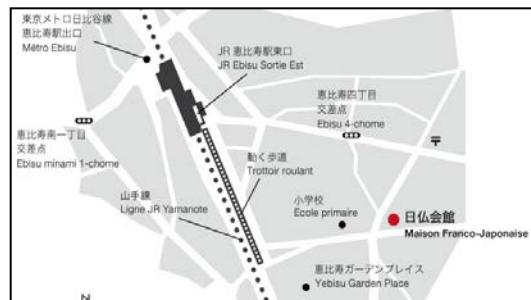 東京メトロ日比谷線
恵比寿駅出口
Métro Ebisu
JR 恵比寿駅東口
JR Ebisu Sortie Est
恵比寿四丁目
交差点
Ebisu 4-chome
〒
恵比寿南一丁目
交差点
Ebisu minami 1-chome
動く歩道
Trottoir roulant
山手線
Ligne JR Yamanote
小学校
Ecole primaire
日仏会館
Maison Franco-Japonaise
恵比寿ガーデンプレイス
Yebisu Garden Place
N